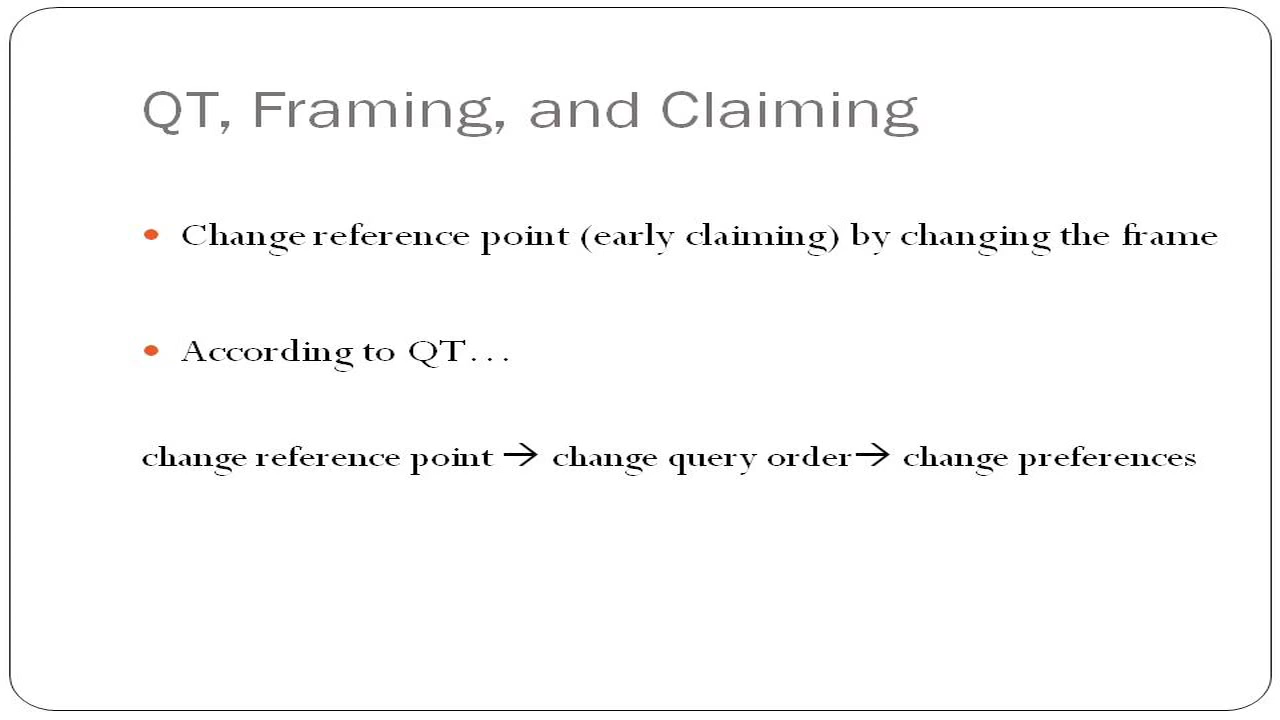 QT, Framing, and Claiming
• Change reference point (early claiming) by changing the frame
• According to QT…
change reference point → change query order→ change preferences